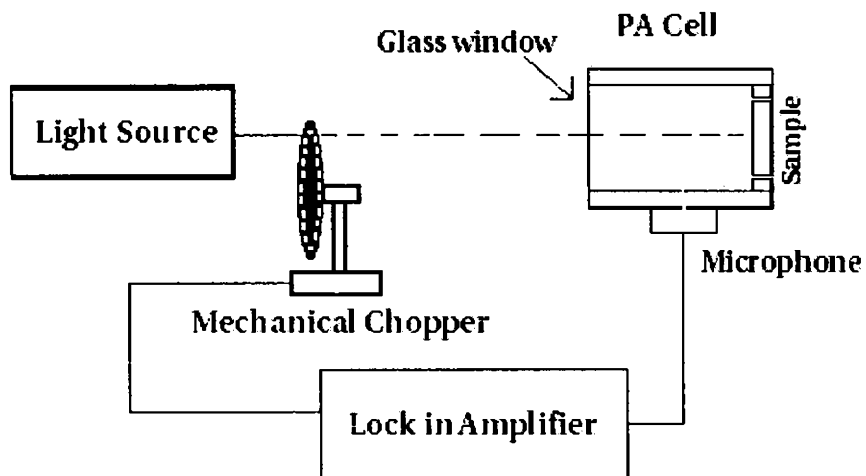 PA Cell
Glass window
Light Source
Sample
Microphone
Mechanical Chopper
Lock in Amplifier